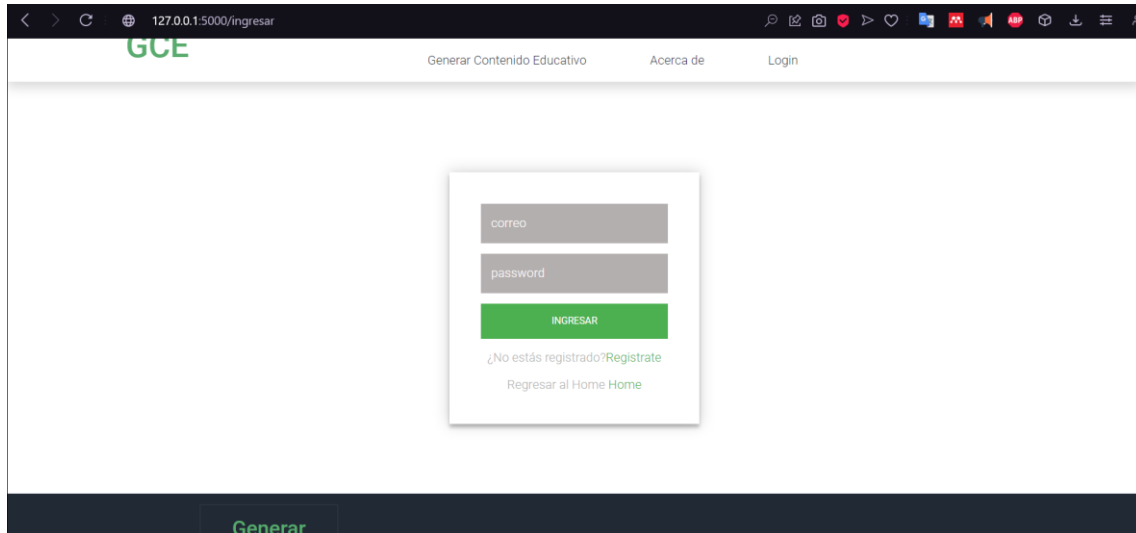 127.0.0.1:5000/ingresar
ABP
GCE
Generar Contenido Educativo Acerca de Login
correo
password
INGRESAR
¿No estás registrado?Registrate
Regresar al Home Home
Generar